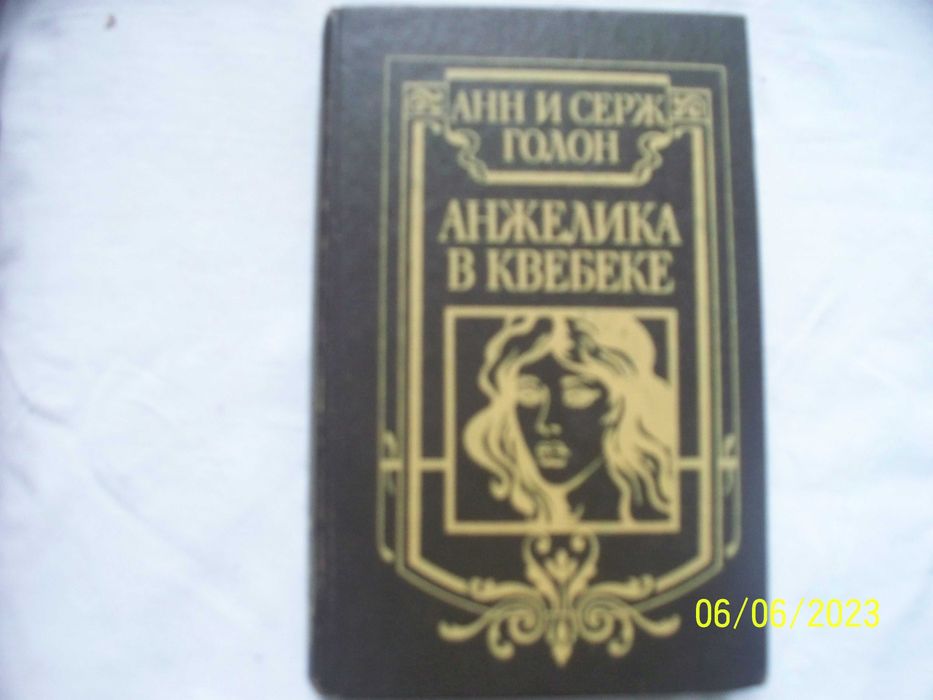 АНН И СЕРЖ
ГОЛОН
АНЖЕЛИКА
В КВЕБЕКЕ
06/06/2023